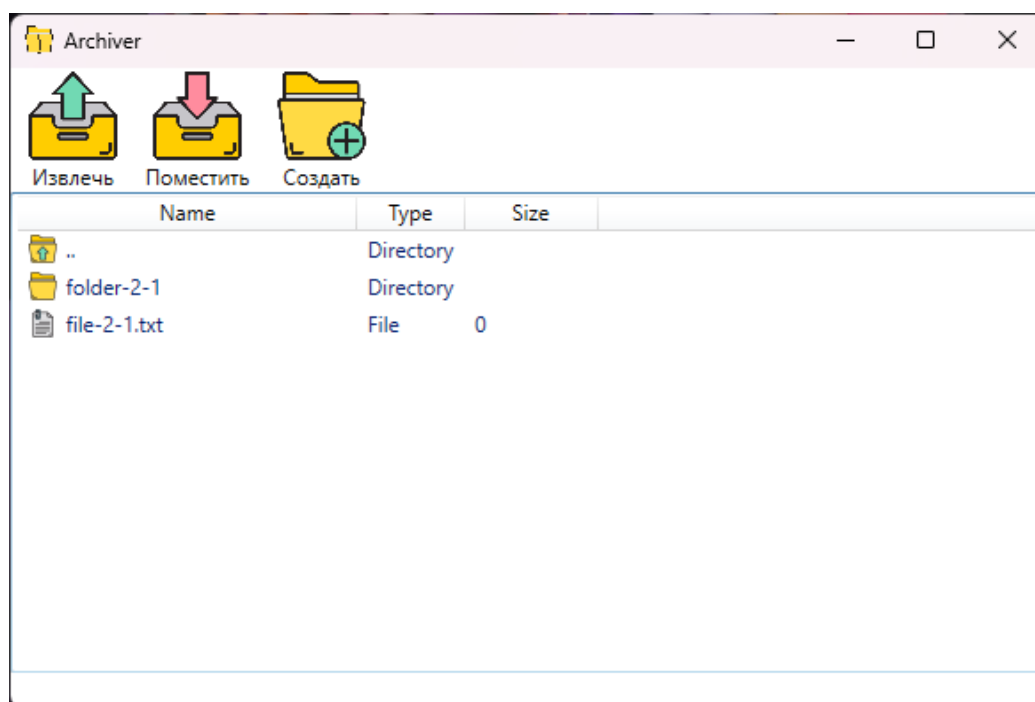 Archiver
Извлечь Поместить Создать
Name Type Size
.. Directory
folder-2-1 Directory
file-2-1.txt File 0